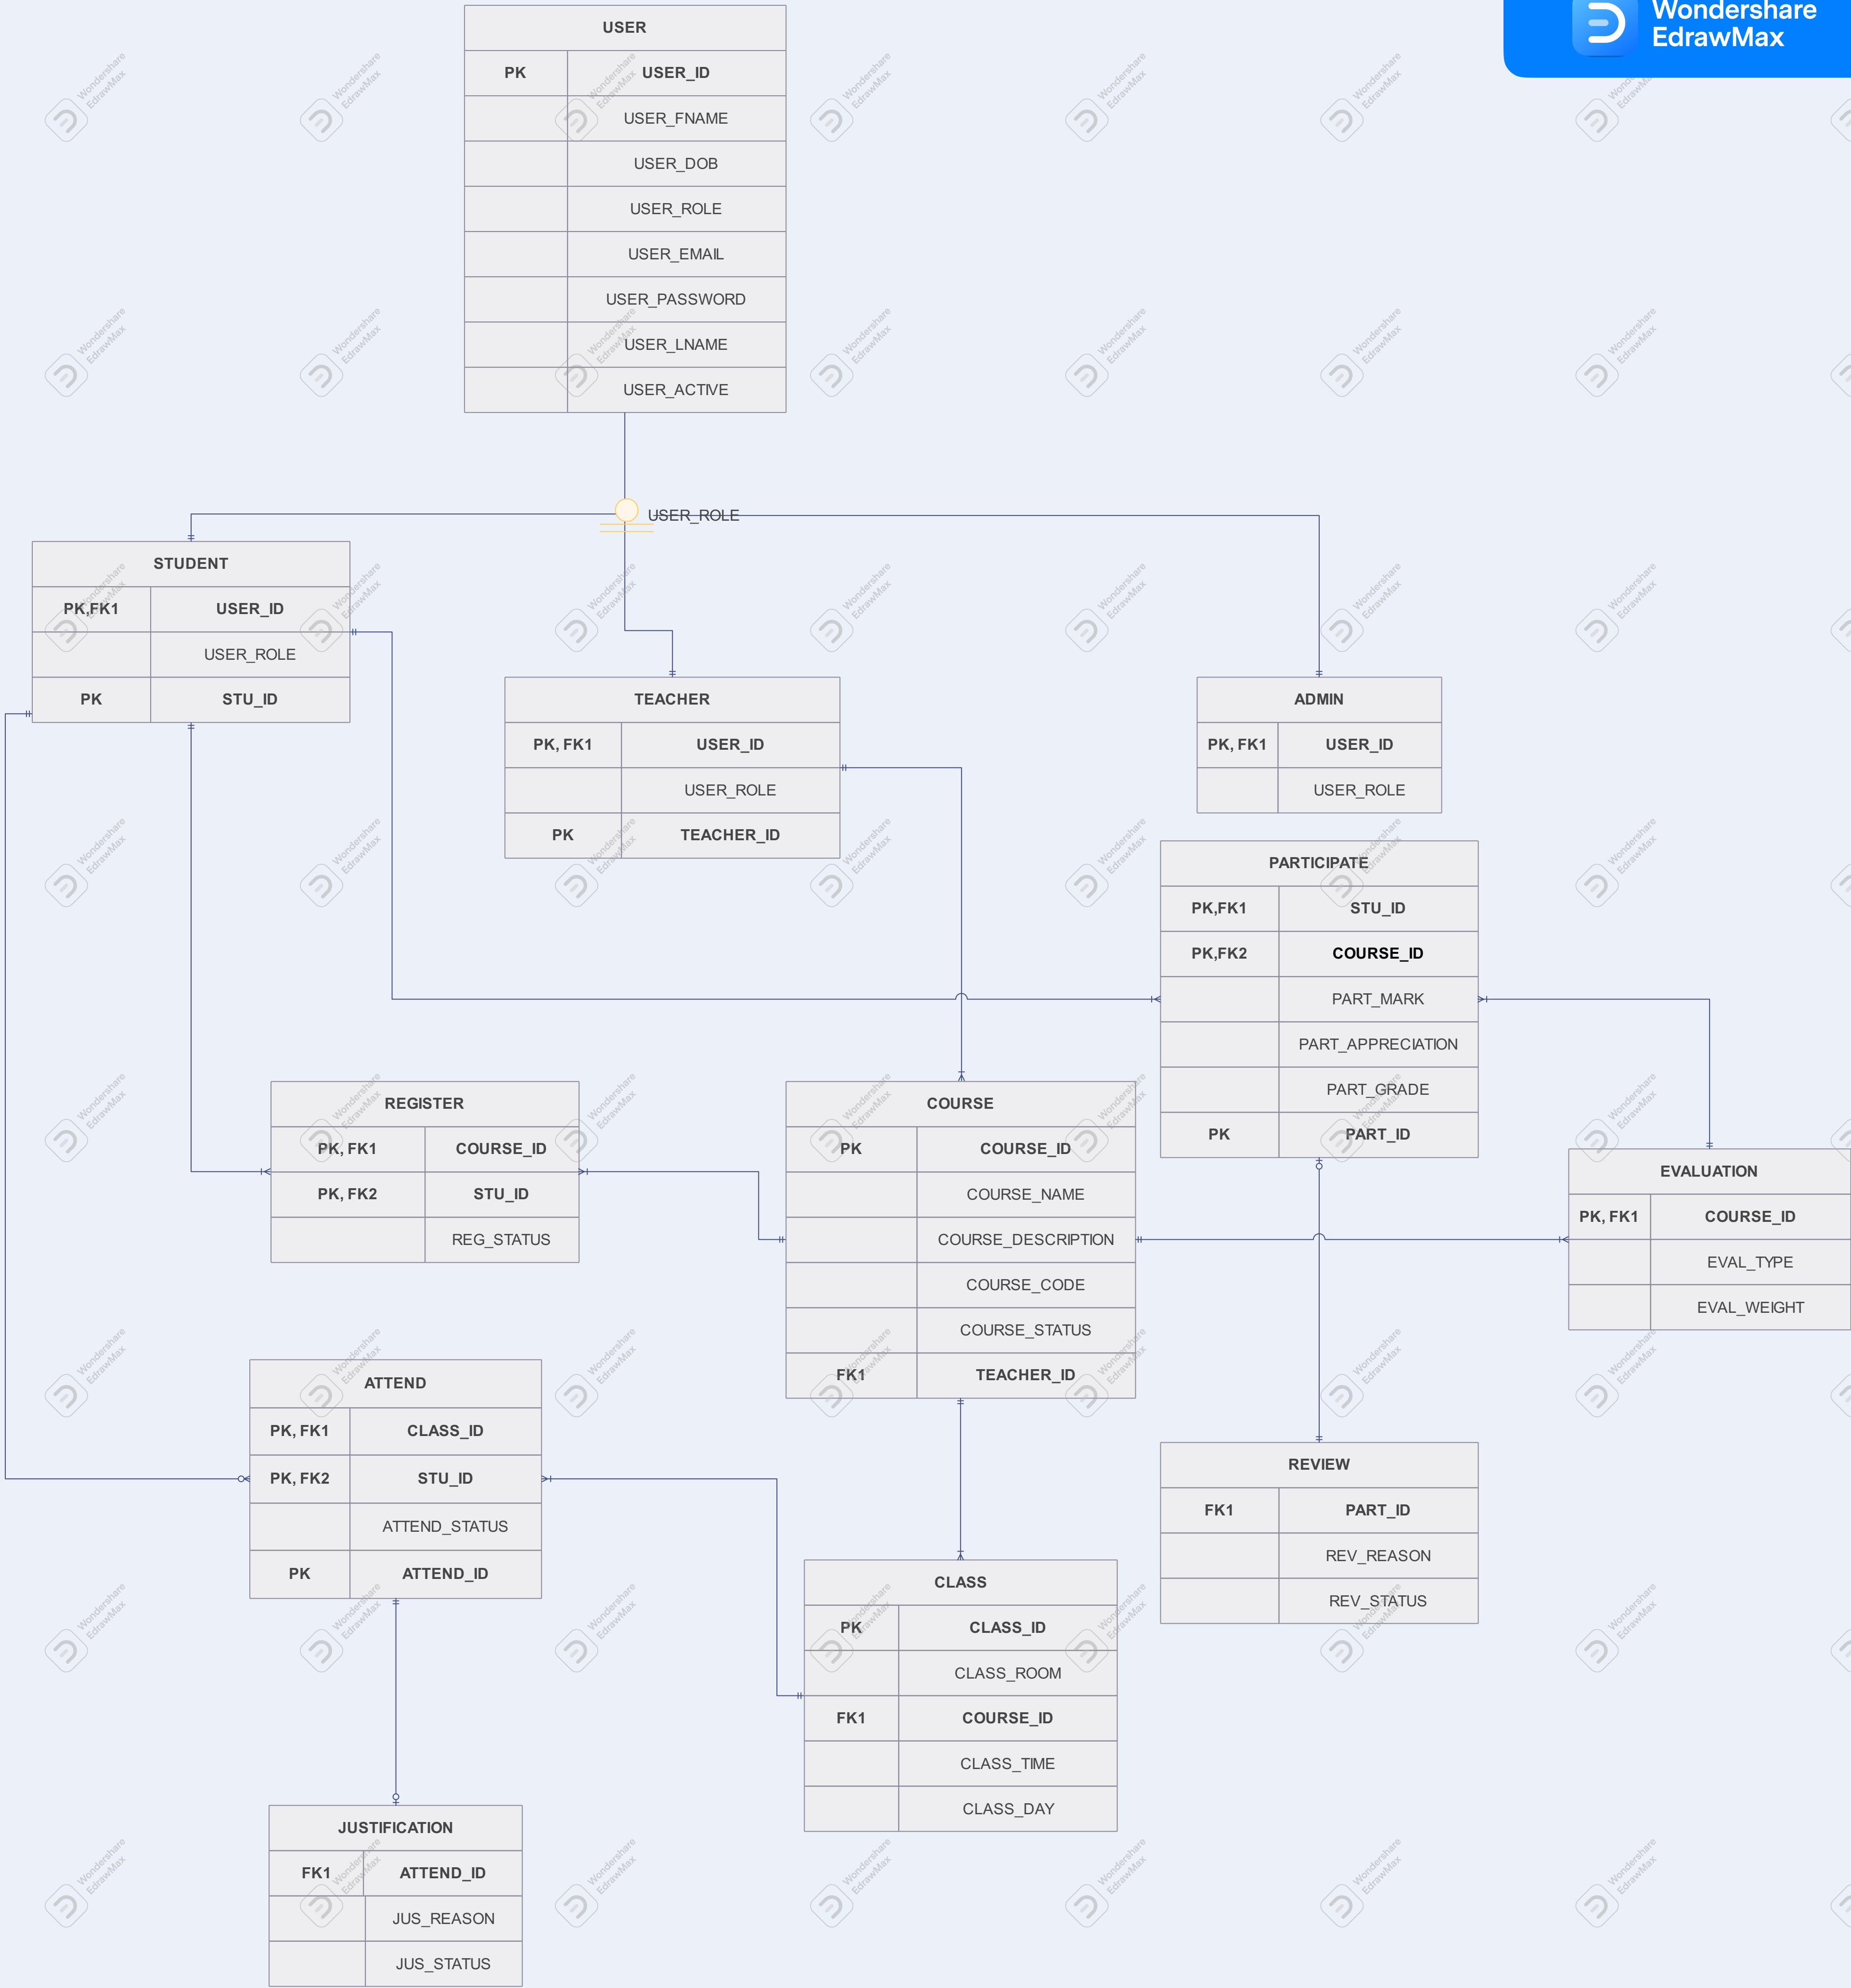 Wondershare
EdrawMax
USER
PK USER_ID
USER_FNAME
USER_DOB
USER_ROLE
USER_EMAIL
USER_PASSWORD
USER_LNAME
USER_ACTIVE
USER_ROLE
STUDENT
PK,FK1 USER_ID
USER_ROLE
PK STU_ID
TEACHER
PK, FK1 USER_ID
USER_ROLE
PK TEACHER_ID
ADMIN
PK, FK1 USER_ID
USER_ROLE
PARTICIPATE
PK,FK1 STU_ID
PK,FK2 COURSE_ID
PART_MARK
PART_APPRECIATION
PART_GRADE
PK PART_ID
REGISTER
PK, FK1 COURSE_ID
PK, FK2 STU_ID
REG_STATUS
COURSE
PK COURSE_ID
COURSE_NAME
COURSE_DESCRIPTION
COURSE_CODE
COURSE_STATUS
FK1 TEACHER_ID
EVALUATION
PK, FK1 COURSE_ID
EVAL_TYPE
EVAL_WEIGHT
ATTEND
PK, FK1 CLASS_ID
PK, FK2 STU_ID
ATTEND_STATUS
PK ATTEND_ID
REVIEW
FK1 PART_ID
REV_REASON
REV_STATUS
CLASS
PK CLASS_ID
CLASS_ROOM
FK1 COURSE_ID
CLASS_TIME
CLASS_DAY
JUSTIFICATION
FK1 ATTEND_ID
JUS_REASON
JUS_STATUS